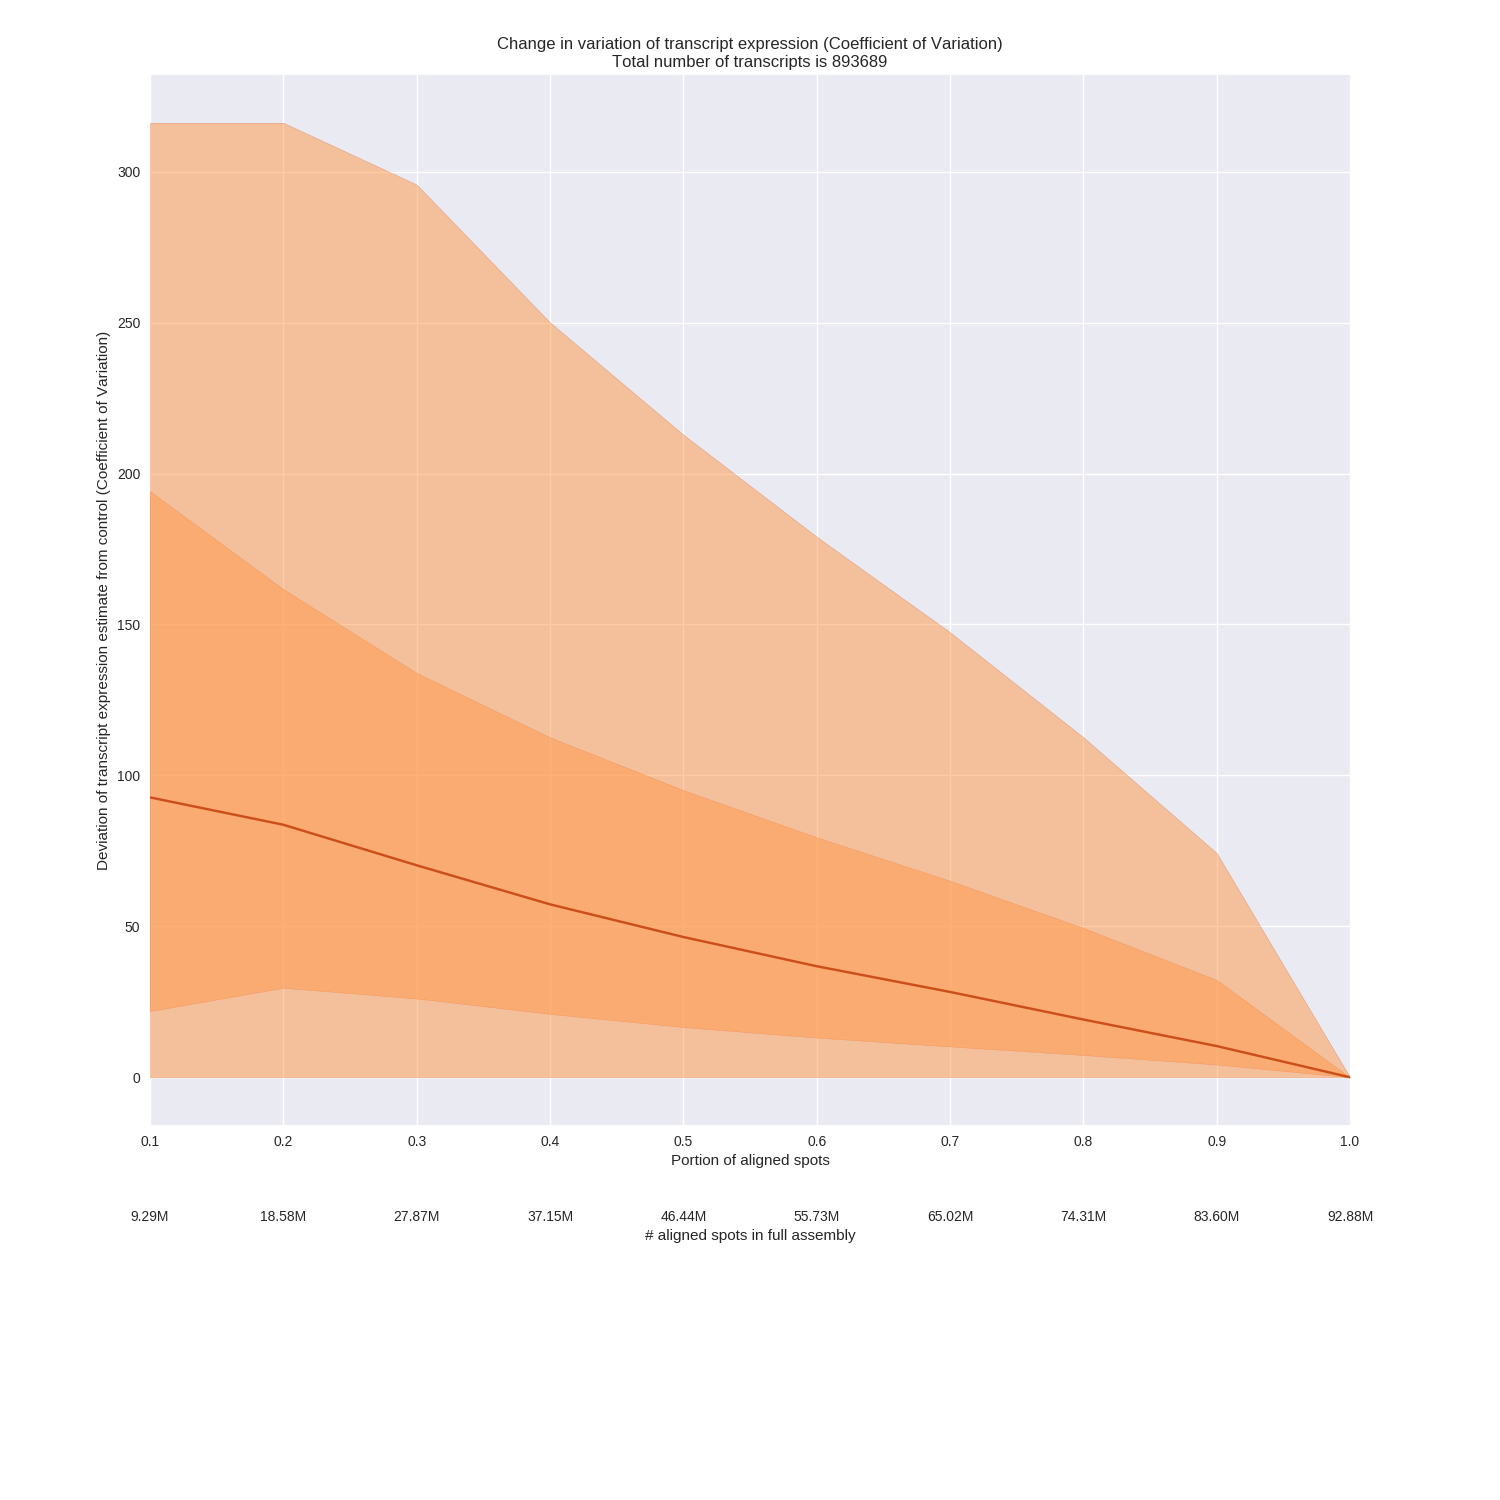 Change in variation of transcript expression (Coefficient of Variation)
Total number of transcripts is 893689
Deviation of transcript expression estimate from control (Coefficient of Variation)
300
250
200
150
100
50
0
0.1 0.2 0.3 0.4 0.5 0.6 0.7 0.8 0.9 1.0
Portion of aligned spots
9.29M 18.58M 27.87M 37.15M 46.44M 55.73M 65.02M 74.31M 83.60M 92.88M
# aligned spots in full assembly